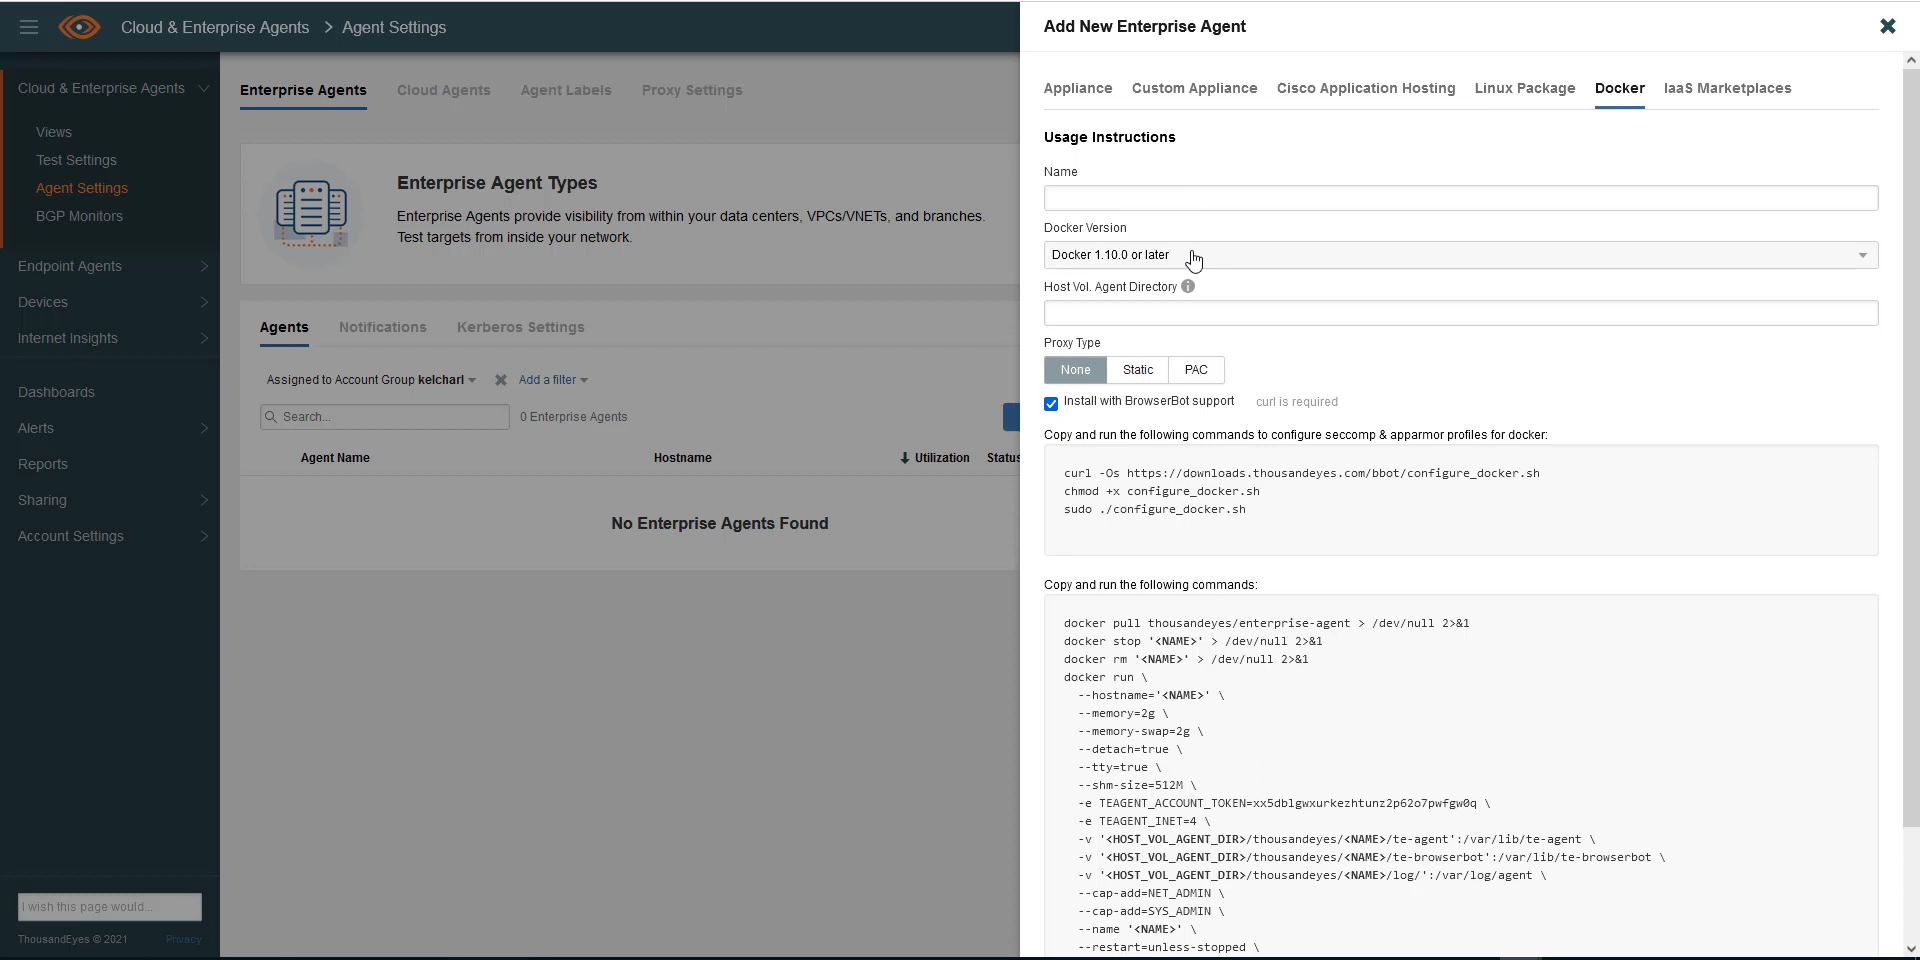 Cloud & Enterprise Agents > Agent Settings
Cloud & Enterprise Agents
Views
Test Settings
Agent Settings
BGP Monitors
Endpoint Agents
Devices
Internet Insights
Dashboards
Alerts
Reports
Sharing
Account Settings
I wish this page would...
ThousandEyes © 2021 Privacy
Enterprise Agents Cloud Agents Agent Labels Proxy Settings
Enterprise Agent Types
Enterprise Agents provide visibility from within your data centers, VPCs/VNETs, and branches.
Test targets from inside your network.
Agents Notifications Kerberos Settings
Assigned to Account Group kelcharl Add a filter
Search... 0 Enterprise Agents
Agent Name Hostname Utilization Status
No Enterprise Agents Found
Add New Enterprise Agent
Appliance Custom Appliance Cisco Application Hosting Linux Package Docker IaaS Marketplaces
Usage Instructions
Name
Docker Version
Docker 1.10.0 or later
Host Vol. Agent Directory
Proxy Type
None Static PAC
Install with BrowserBot support curl is required
Copy and run the following commands to configure seccomp & apparmor profiles for docker:
curl -Os https://downloads.thousandeyes.com/bbot/configure_docker.sh
chmod +x configure_docker.sh
sudo ./configure_docker.sh
Copy and run the following commands:
docker pull thousandeyes/enterprise-agent > /dev/null 2>&1
docker stop '<NAME>' > /dev/null 2>&1
docker rm '<NAME>' > /dev/null 2>&1
docker run \
--hostname='<NAME>' \
--memory=2g \
--memory-swap=2g \
--detach=true \
--tty=true \
--shm-size=512M \
-e TEAGENT_ACCOUNT_TOKEN=xx5dblgwxurkezhtunz2p62o7pwfgw0q \
-e TEAGENT_INET=4 \
-v '<HOST_VOL_AGENT_DIR>/thousandeyes/<NAME>/te-agent':/var/lib/te-agent \
-v '<HOST_VOL_AGENT_DIR>/thousandeyes/<NAME>/te-browserbot':/var/lib/te-browserbot \
-v '<HOST_VOL_AGENT_DIR>/thousandeyes/<NAME>/log/':/var/log/agent \
--cap-add=NET_ADMIN \
--cap-add=SYS_ADMIN \
--name '<NAME>' \
--restart=unless-stopped \